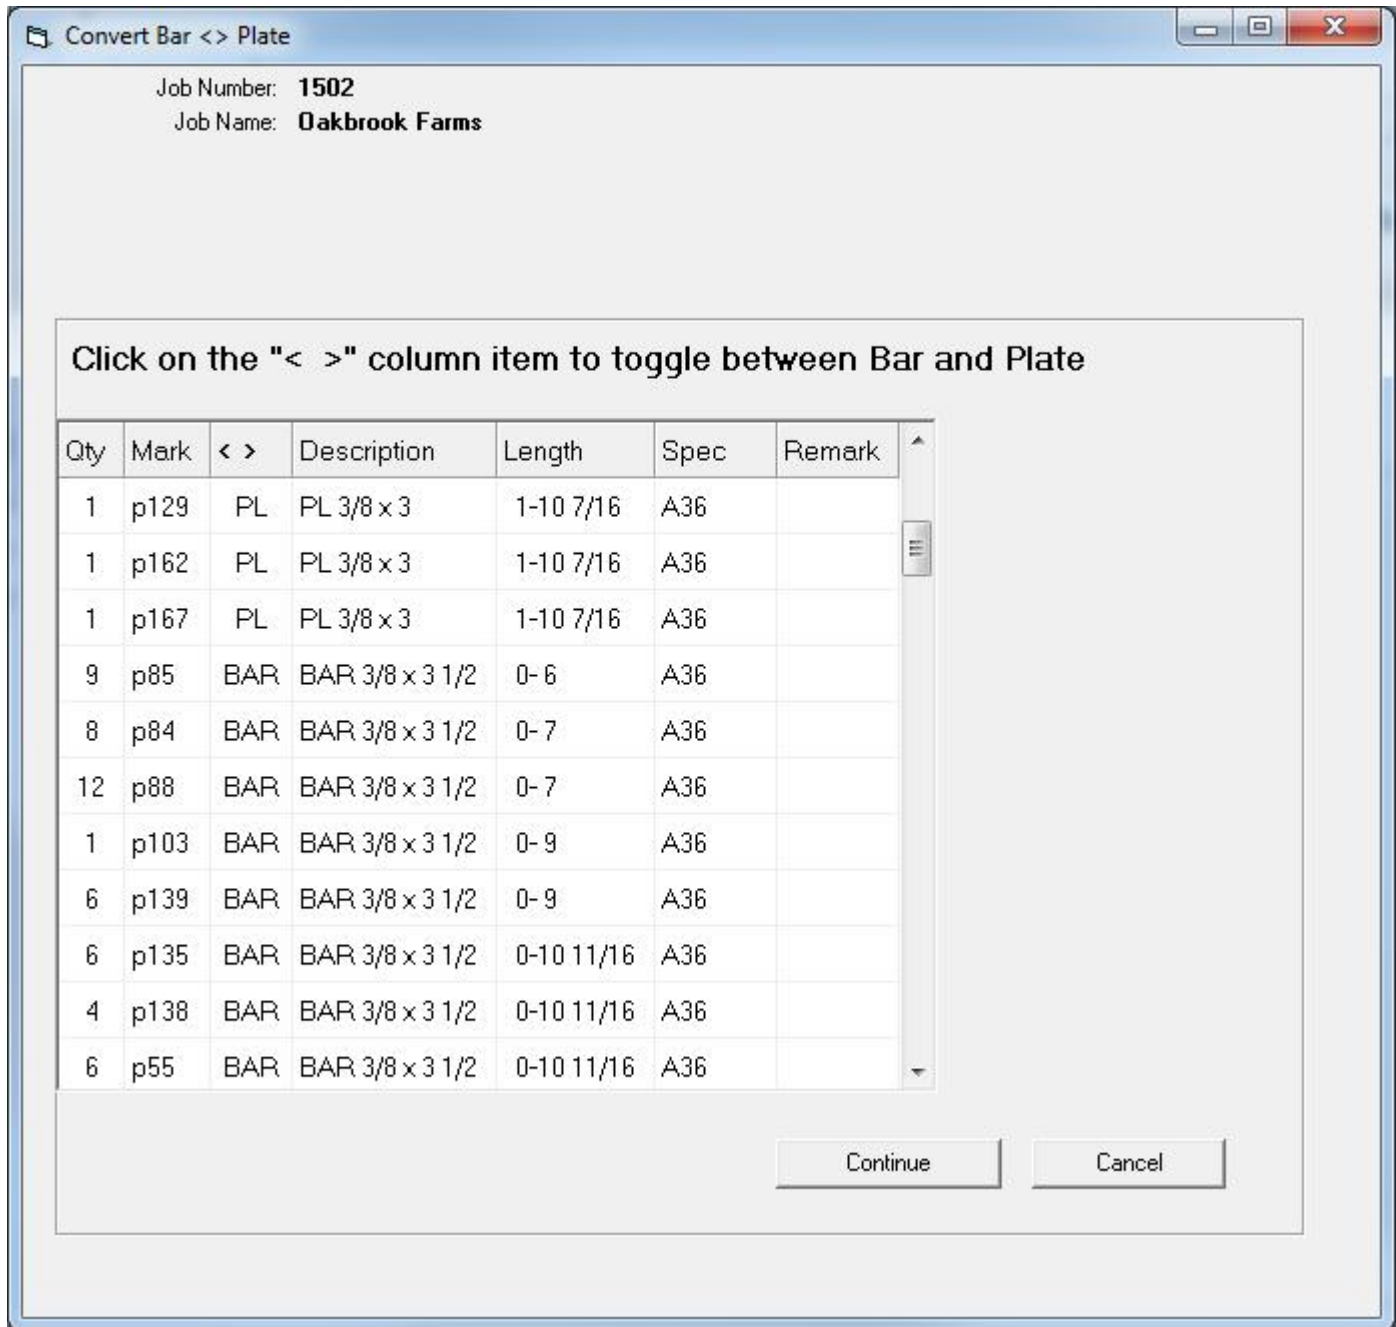 Convert Bar <> Plate
Job Number: 1502
Job Name: Oakbrook Farms
Click on the "< >" column item to toggle between Bar and Plate
Qty Mark < > Description Length Spec Remark
1 p129 PL PL 3/8 x 3 1-10 7/16 A36
1 p162 PL PL 3/8 x 3 1-10 7/16 A36
1 p167 PL PL 3/8 x 3 1-10 7/16 A36
9 p85 BAR BAR 3/8 x 3 1/2 0- 6 A36
8 p84 BAR BAR 3/8 x 3 1/2 0- 7 A36
12 p88 BAR BAR 3/8 x 3 1/2 0- 7 A36
1 p103 BAR BAR 3/8 x 3 1/2 0- 9 A36
6 p139 BAR BAR 3/8 x 3 1/2 0- 9 A36
6 p135 BAR BAR 3/8 x 3 1/2 0-10 11/16 A36
4 p138 BAR BAR 3/8 x 3 1/2 0-10 11/16 A36
6 p55 BAR BAR 3/8 x 3 1/2 0-10 11/16 A36
Continue Cancel